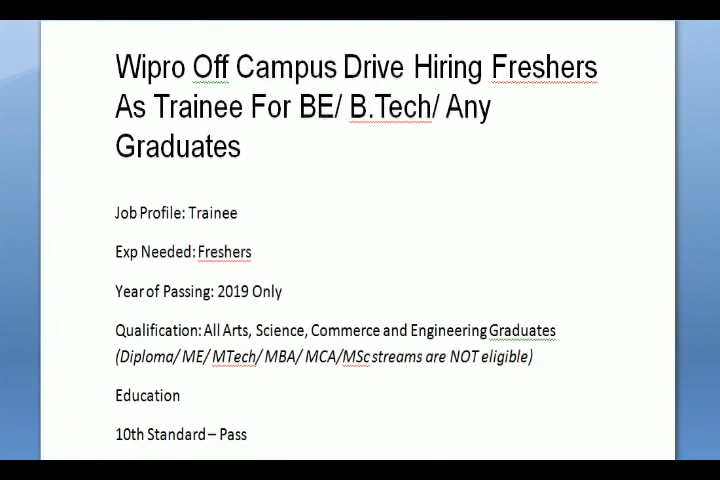 Wipro Off Campus Drive Hiring Freshers
As Trainee For BE/ B.Tech/ Any
Graduates
Job Profile: Trainee
Exp Needed: Freshers
Year of Passing: 2019 Only
Qualification: All Arts, Science, Commerce and Engineering Graduates
(Diploma/ ME/ MTech/ MBA/ MCA/MSc streams are NOT eligible)
Education
10th Standard – Pass